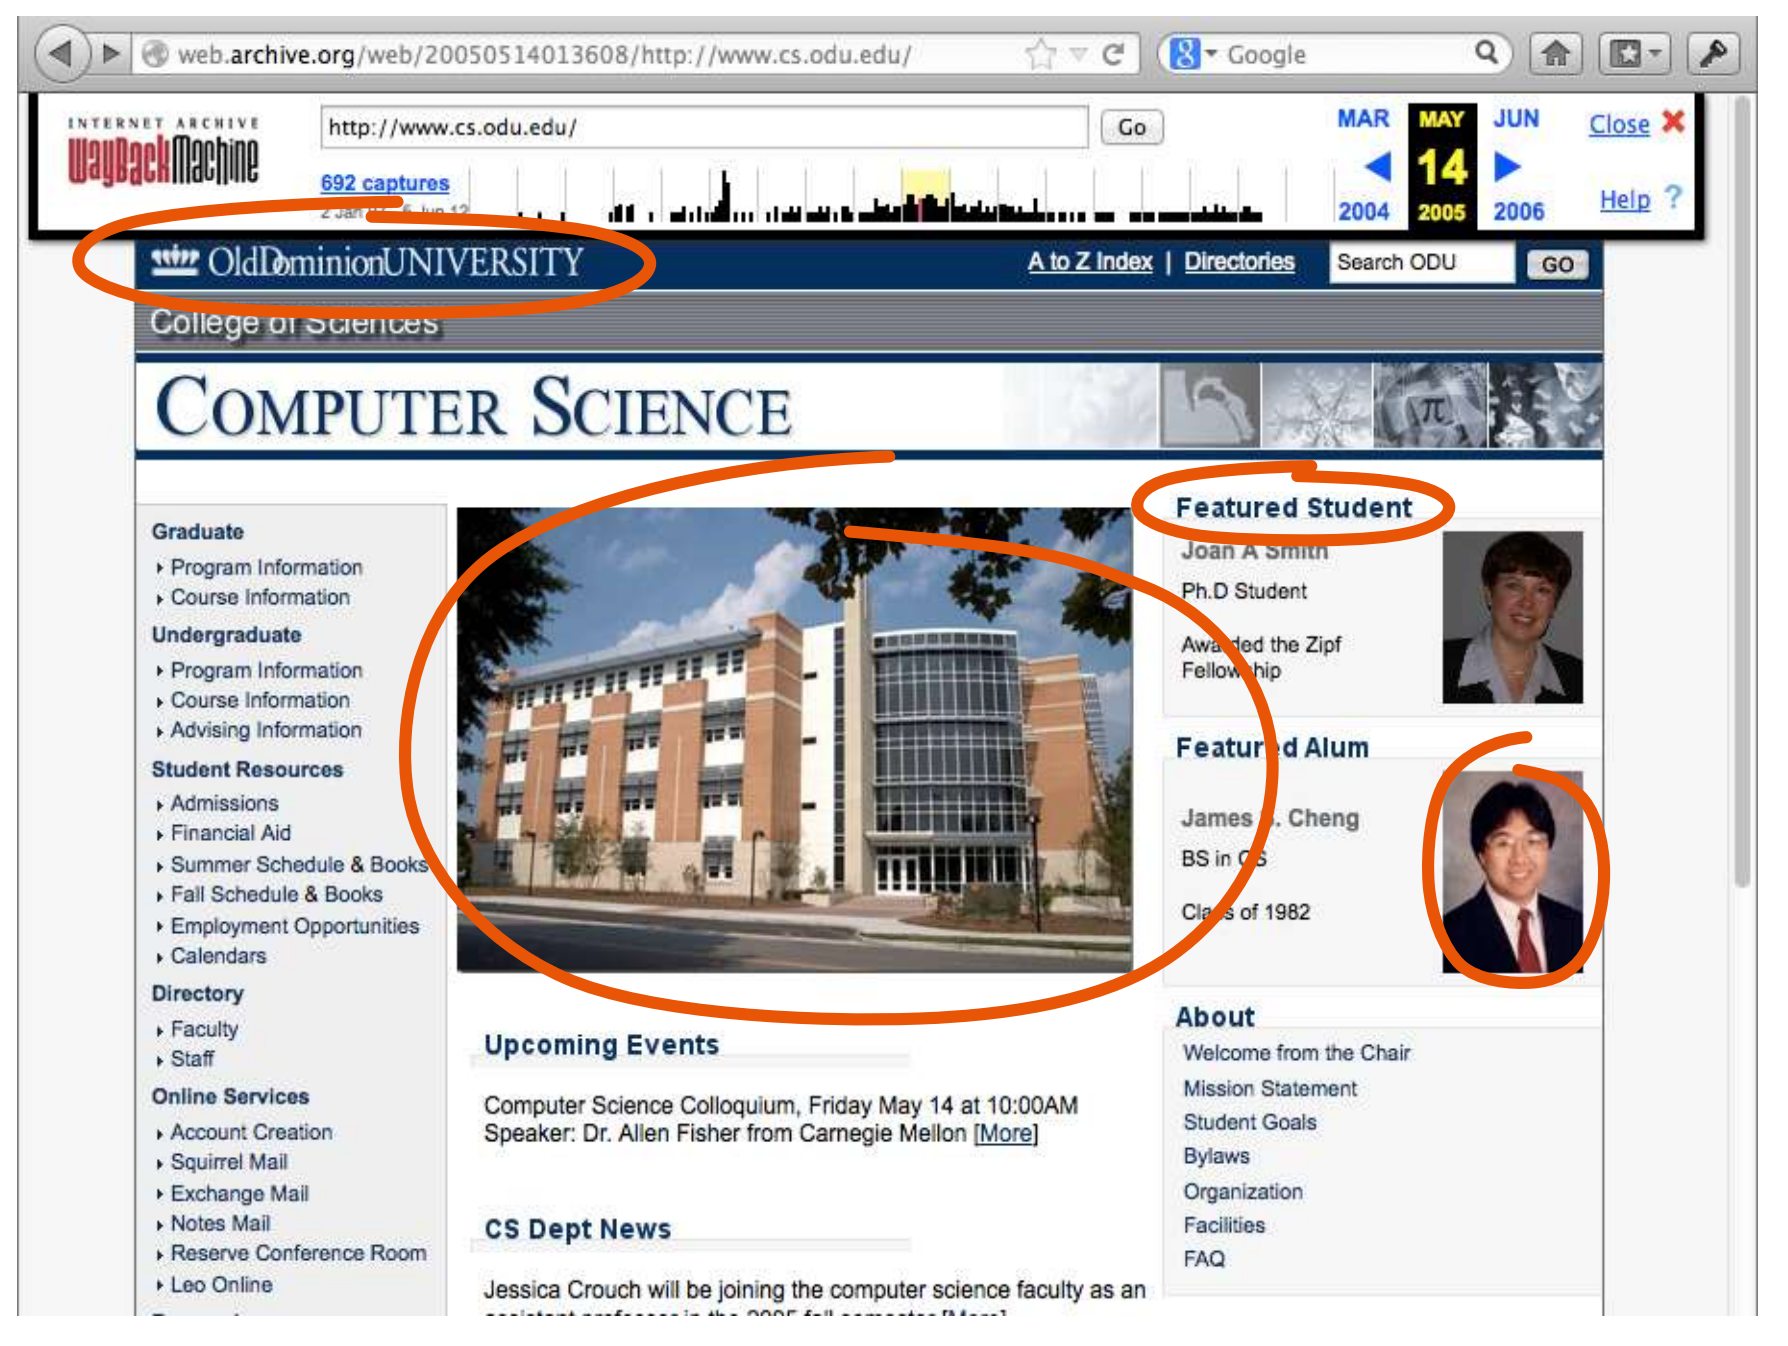 web.archive.org/web/20050514013608/http://www.cs.odu.edu/
Google
INTERNET ARCHIVE
WayBackMachine
http://www.cs.odu.edu/
Go
692 captures
MAR MAY JUN
14
2004 2005 2006
Close
Help ?
OldDominionUNIVERSITY
A to Z Index | Directories
Search ODU
GO
College of Sciences
COMPUTER SCIENCE
Graduate
Program Information
Course Information
Undergraduate
Program Information
Course Information
Advising Information
Student Resources
Admissions
Financial Aid
Summer Schedule & Books
Fall Schedule & Books
Employment Opportunities
Calendars
Directory
Faculty
Staff
Online Services
Account Creation
Squirrel Mail
Exchange Mail
Notes Mail
Reserve Conference Room
Leo Online
Upcoming Events
Computer Science Colloquium, Friday May 14 at 10:00AM
Speaker: Dr. Allen Fisher from Carnegie Mellon [More]
CS Dept News
Jessica Crouch will be joining the computer science faculty as an
Featured Student
Joan A Smith
Ph.D Student
Awarded the Zipf
Fellowship
Featured Alum
James Cheng
BS in CS
Class of 1982
About
Welcome from the Chair
Mission Statement
Student Goals
Bylaws
Organization
Facilities
FAQ